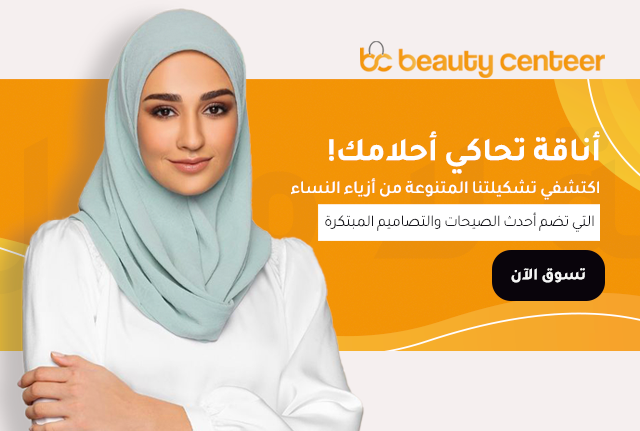 bc beauty centeer
أناقة تحاكي أحلامك!
اكتشفي تشكيلتنا المتنوعة من أزياء النساء
التي تضم أحدث الصيحات والتصاميم المبتكرة
تسوق الآن